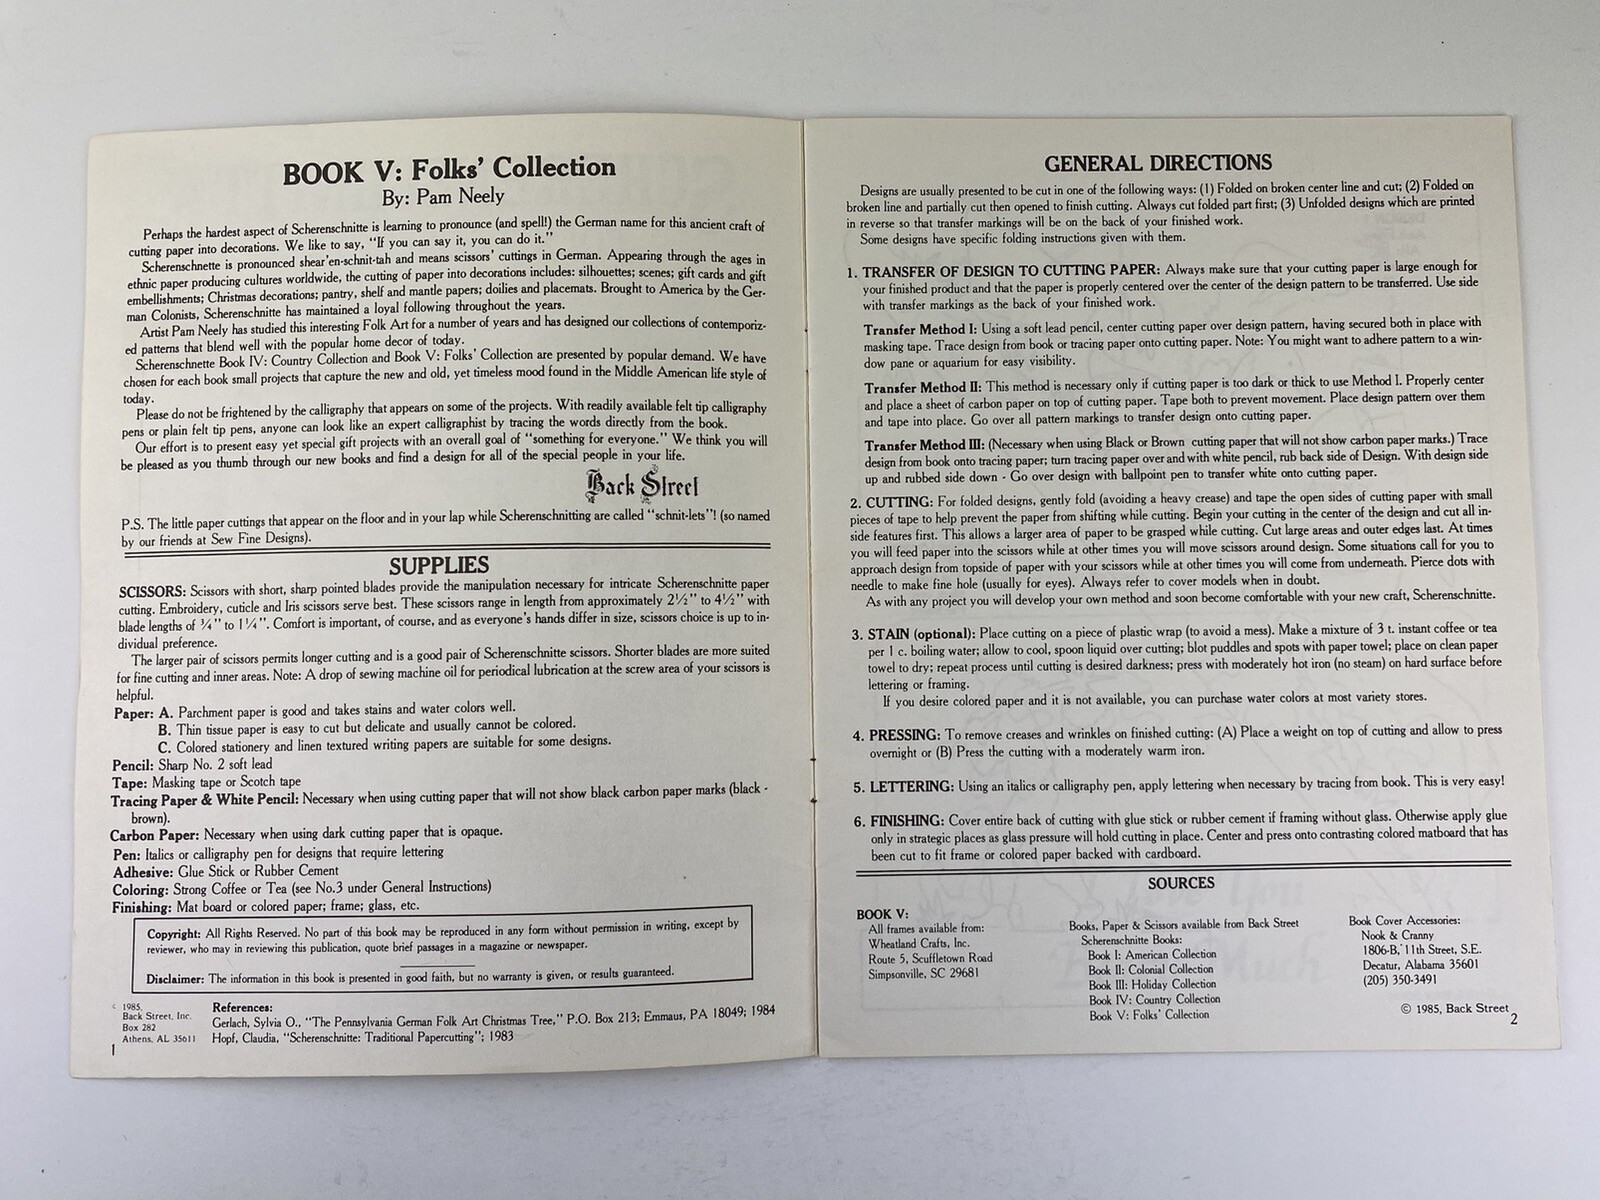 BOOK V: Folks' Collection
By: Pam Neely
Perhaps the hardest aspect of Scherenschnitte is learning to pronounce (and spell!) the German name for this ancient craft of
cutting paper into decorations. We like to say, "If you can say it, you can do it."
Scherenschnette is pronounced shear'en-schnit-tah and means scissors' cuttings in German. Appearing through the ages in
ethnic paper producing cultures worldwide, the cutting of paper into decorations includes: silhouettes; scenes; gift cards and gift
embellishments; Christmas decorations; pantry, shelf and mantle papers; doilies and placemats. Brought to America by the Ger-
man Colonists, Scherenschnitte has maintained a loyal following throughout the years.
Artist Pam Neely has studied this interesting Folk Art for a number of years and has designed our collections of contemporiz-
ed patterns that blend well with the popular home decor of today.
Scherenschnette Book IV: Country Collection and Book V: Folks' Collection are presented by popular demand. We have
chosen for each book small projects that capture the new and old, yet timeless mood found in the Middle American life style of
today.
Please do not be frightened by the calligraphy that appears on some of the projects. With readily available felt tip calligraphy
pens or plain felt tip pens, anyone can look like an expert calligraphist by tracing the words directly from the book.
Our effort is to present easy yet special gift projects with an overall goal of "something for everyone." We think you will
be pleased as you thumb through our new books and find a design for all of the special people in your life.
Back Street
P.S. The little paper cuttings that appear on the floor and in your lap while Scherenschnitting are called "schnit-lets"! (so named
by our friends at Sew Fine Designs).
SUPPLIES
SCISSORS: Scissors with short, sharp pointed blades provide the manipulation necessary for intricate Scherenschnitte paper
cutting. Embroidery, cuticle and Iris scissors serve best. These scissors range in length from approximately 2½" to 4½" with
blade lengths of ¾" to 1¼". Comfort is important, of course, and as everyone's hands differ in size, scissors choice is up to in-
dividual preference.
The larger pair of scissors permits longer cutting and is a good pair of Scherenschnitte scissors. Shorter blades are more suited
for fine cutting and inner areas. Note: A drop of sewing machine oil for periodical lubrication at the screw area of your scissors is
helpful.
Paper: A. Parchment paper is good and takes stains and water colors well.
B. Thin tissue paper is easy to cut but delicate and usually cannot be colored.
C. Colored stationery and linen textured writing papers are suitable for some designs.
Pencil: Sharp No. 2 soft lead
Tape: Masking tape or Scotch tape
Tracing Paper & White Pencil: Necessary when using cutting paper that will not show black carbon paper marks (black -
brown).
Carbon Paper: Necessary when using dark cutting paper that is opaque.
Pen: Italics or calligraphy pen for designs that require lettering
Adhesive: Glue Stick or Rubber Cement
Coloring: Strong Coffee or Tea (see No.3 under General Instructions)
Finishing: Mat board or colored paper; frame; glass, etc.
Copyright: All Rights Reserved. No part of this book may be reproduced in any form without permission in writing, except by
reviewer, who may in reviewing this publication, quote brief passages in a magazine or newspaper.
Disclaimer: The information in this book is presented in good faith, but no warranty is given, or results guaranteed.
c 1985,
Back Street, Inc.
Box 282
Athens, AL 35611
References:
Gerlach, Sylvia O., "The Pennsylvania German Folk Art Christmas Tree," P.O. Box 213; Emmaus, PA 18049; 1984
Hopf, Claudia, "Scherenschnitte: Traditional Papercutting"; 1983
1
GENERAL DIRECTIONS
Designs are usually presented to be cut in one of the following ways: (1) Folded on broken center line and cut; (2) Folded on
broken line and partially cut then opened to finish cutting. Always cut folded part first; (3) Unfolded designs which are printed
in reverse so that transfer markings will be on the back of your finished work.
Some designs have specific folding instructions given with them.
1. TRANSFER OF DESIGN TO CUTTING PAPER: Always make sure that your cutting paper is large enough for
your finished product and that the paper is properly centered over the center of the design pattern to be transferred. Use side
with transfer markings as the back of your finished work.
Transfer Method I: Using a soft lead pencil, center cutting paper over design pattern, having secured both in place with
masking tape. Trace design from book or tracing paper onto cutting paper. Note: You might want to adhere pattern to a win-
dow pane or aquarium for easy visibility.
Transfer Method II: This method is necessary only if cutting paper is too dark or thick to use Method I. Properly center
and place a sheet of carbon paper on top of cutting paper. Tape both to prevent movement. Place design pattern over them
and tape into place. Go over all pattern markings to transfer design onto cutting paper.
Transfer Method III: (Necessary when using Black or Brown cutting paper that will not show carbon paper marks.) Trace
design from book onto tracing paper; turn tracing paper over and with white pencil, rub back side of Design. With design side
up and rubbed side down - Go over design with ballpoint pen to transfer white onto cutting paper.
2. CUTTING: For folded designs, gently fold (avoiding a heavy crease) and tape the open sides of cutting paper with small
pieces of tape to help prevent the paper from shifting while cutting. Begin your cutting in the center of the design and cut all in-
side features first. This allows a larger area of paper to be grasped while cutting. Cut large areas and outer edges last. At times
you will feed paper into the scissors while at other times you will move scissors around design. Some situations call for you to
approach design from topside of paper with your scissors while at other times you will come from underneath. Pierce dots with
needle to make fine hole (usually for eyes). Always refer to cover models when in doubt.
As with any project you will develop your own method and soon become comfortable with your new craft, Scherenschnitte.
3. STAIN (optional): Place cutting on a piece of plastic wrap (to avoid a mess). Make a mixture of 3 t. instant coffee or tea
per 1 c. boiling water; allow to cool, spoon liquid over cutting; blot puddles and spots with paper towel; place on clean paper
towel to dry; repeat process until cutting is desired darkness; press with moderately hot iron (no steam) on hard surface before
lettering or framing.
If you desire colored paper and it is not available, you can purchase water colors at most variety stores.
4. PRESSING: To remove creases and wrinkles on finished cutting: (A) Place a weight on top of cutting and allow to press
overnight or (B) Press the cutting with a moderately warm iron.
5. LETTERING: Using an italics or calligraphy pen, apply lettering when necessary by tracing from book. This is very easy!
6. FINISHING: Cover entire back of cutting with glue stick or rubber cement if framing without glass. Otherwise apply glue
only in strategic places as glass pressure will hold cutting in place. Center and press onto contrasting colored matboard that has
been cut to fit frame or colored paper backed with cardboard.
SOURCES
BOOK V:
All frames available from:
Wheatland Crafts, Inc.
Route 5, Scuffletown Road
Simpsonville, SC 29681
Books, Paper & Scissors available from Back Street
Scherenschnitte Books:
Book I: American Collection
Book II: Colonial Collection
Book III: Holiday Collection
Book IV: Country Collection
Book V: Folks' Collection
Book Cover Accessories:
Nook & Cranny
1806-B, 11th Street, S.E.
Decatur, Alabama 35601
(205) 350-3491
© 1985, Back Street
2